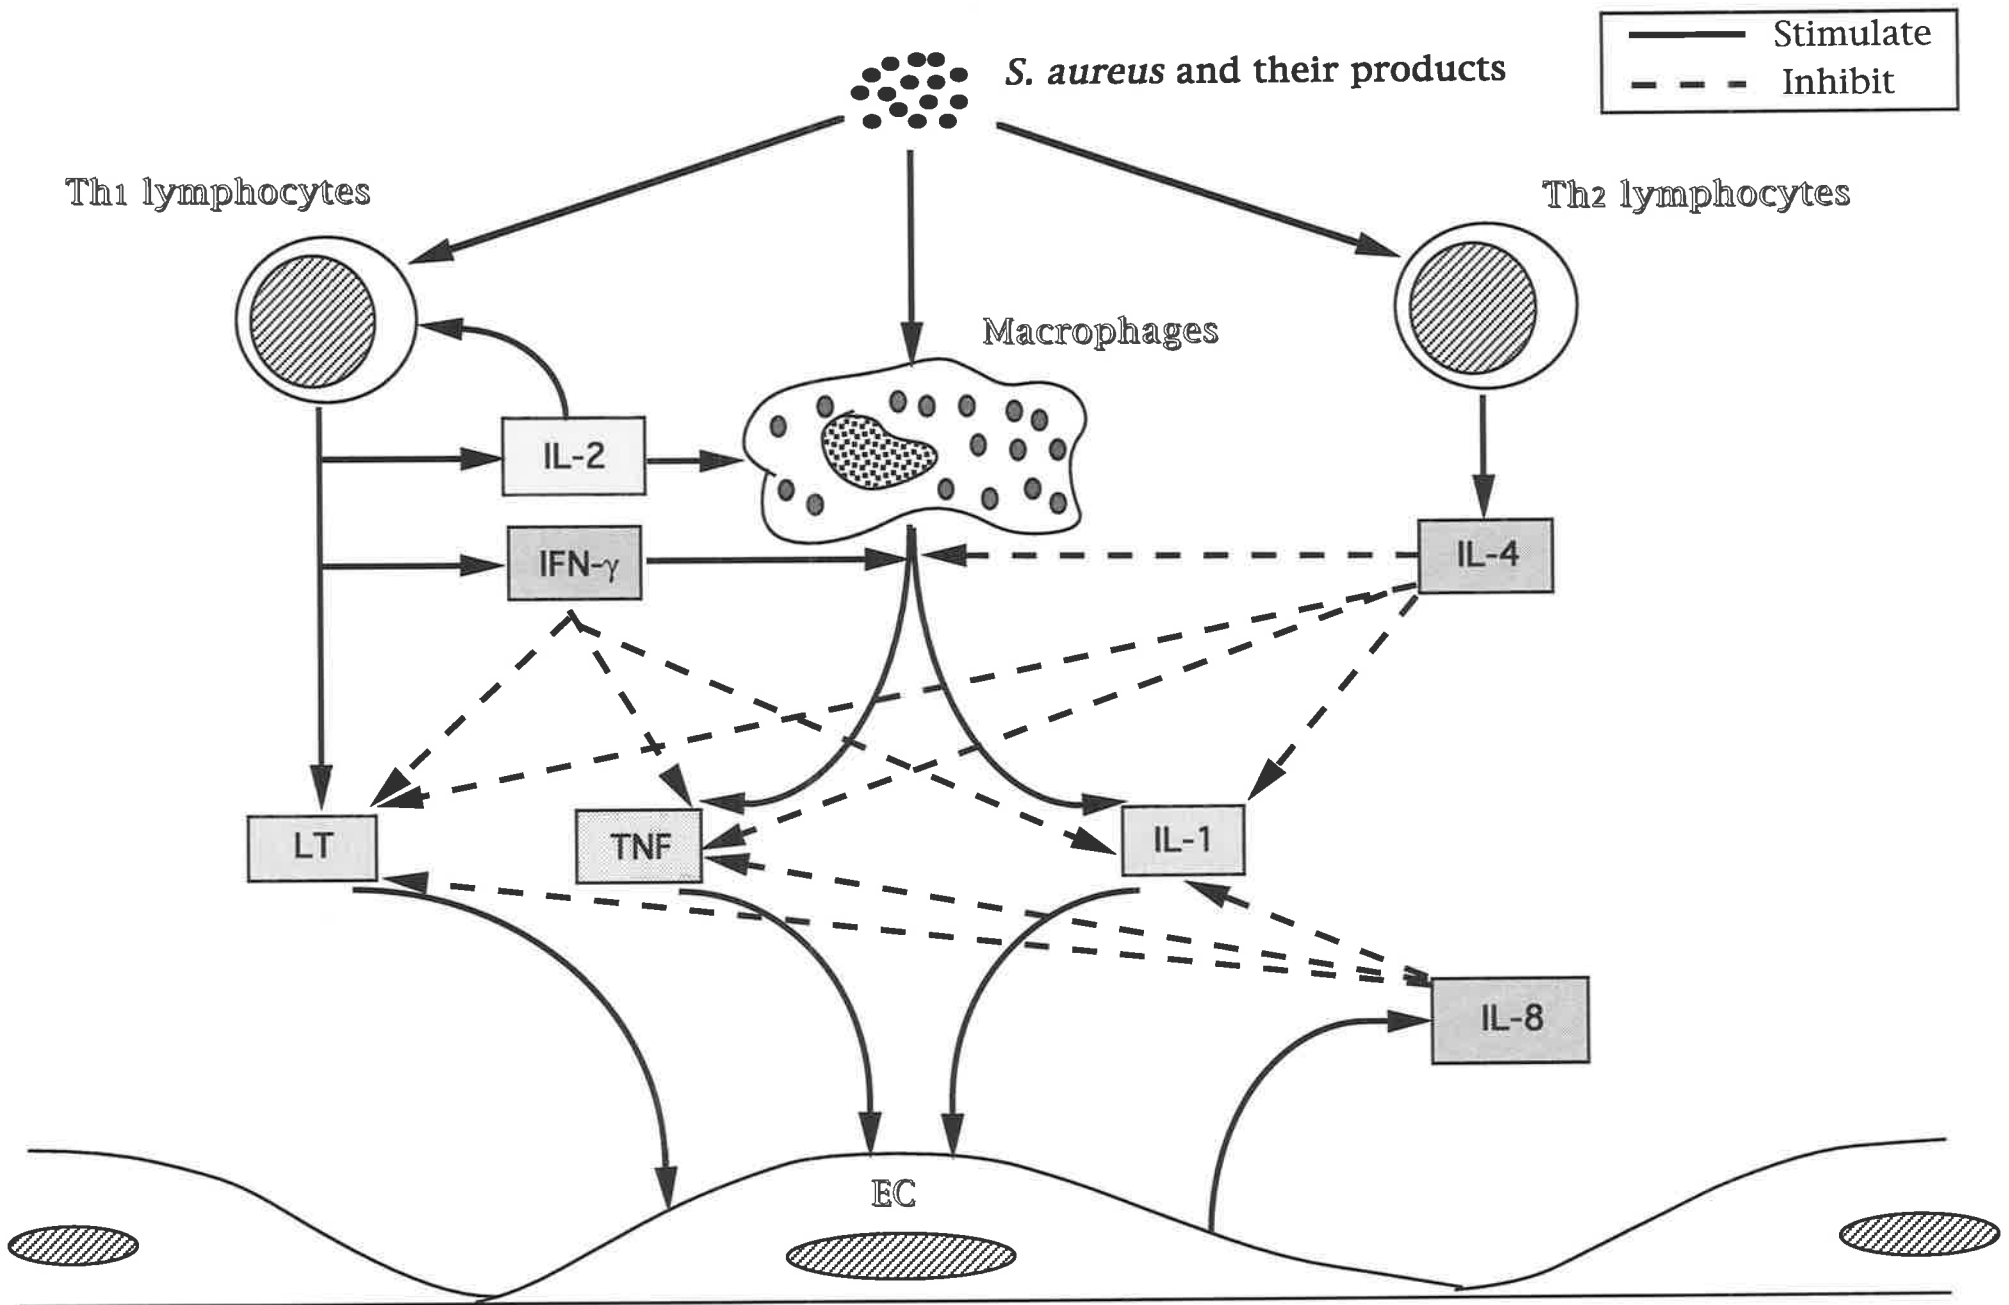 Stimulate
Inhibit
S. aureus and their products
Th1 lymphocytes
Th2 lymphocytes
Macrophages
IL-2
IFN-γ
IL-4
LT
TNF
IL-1
IL-8
EC